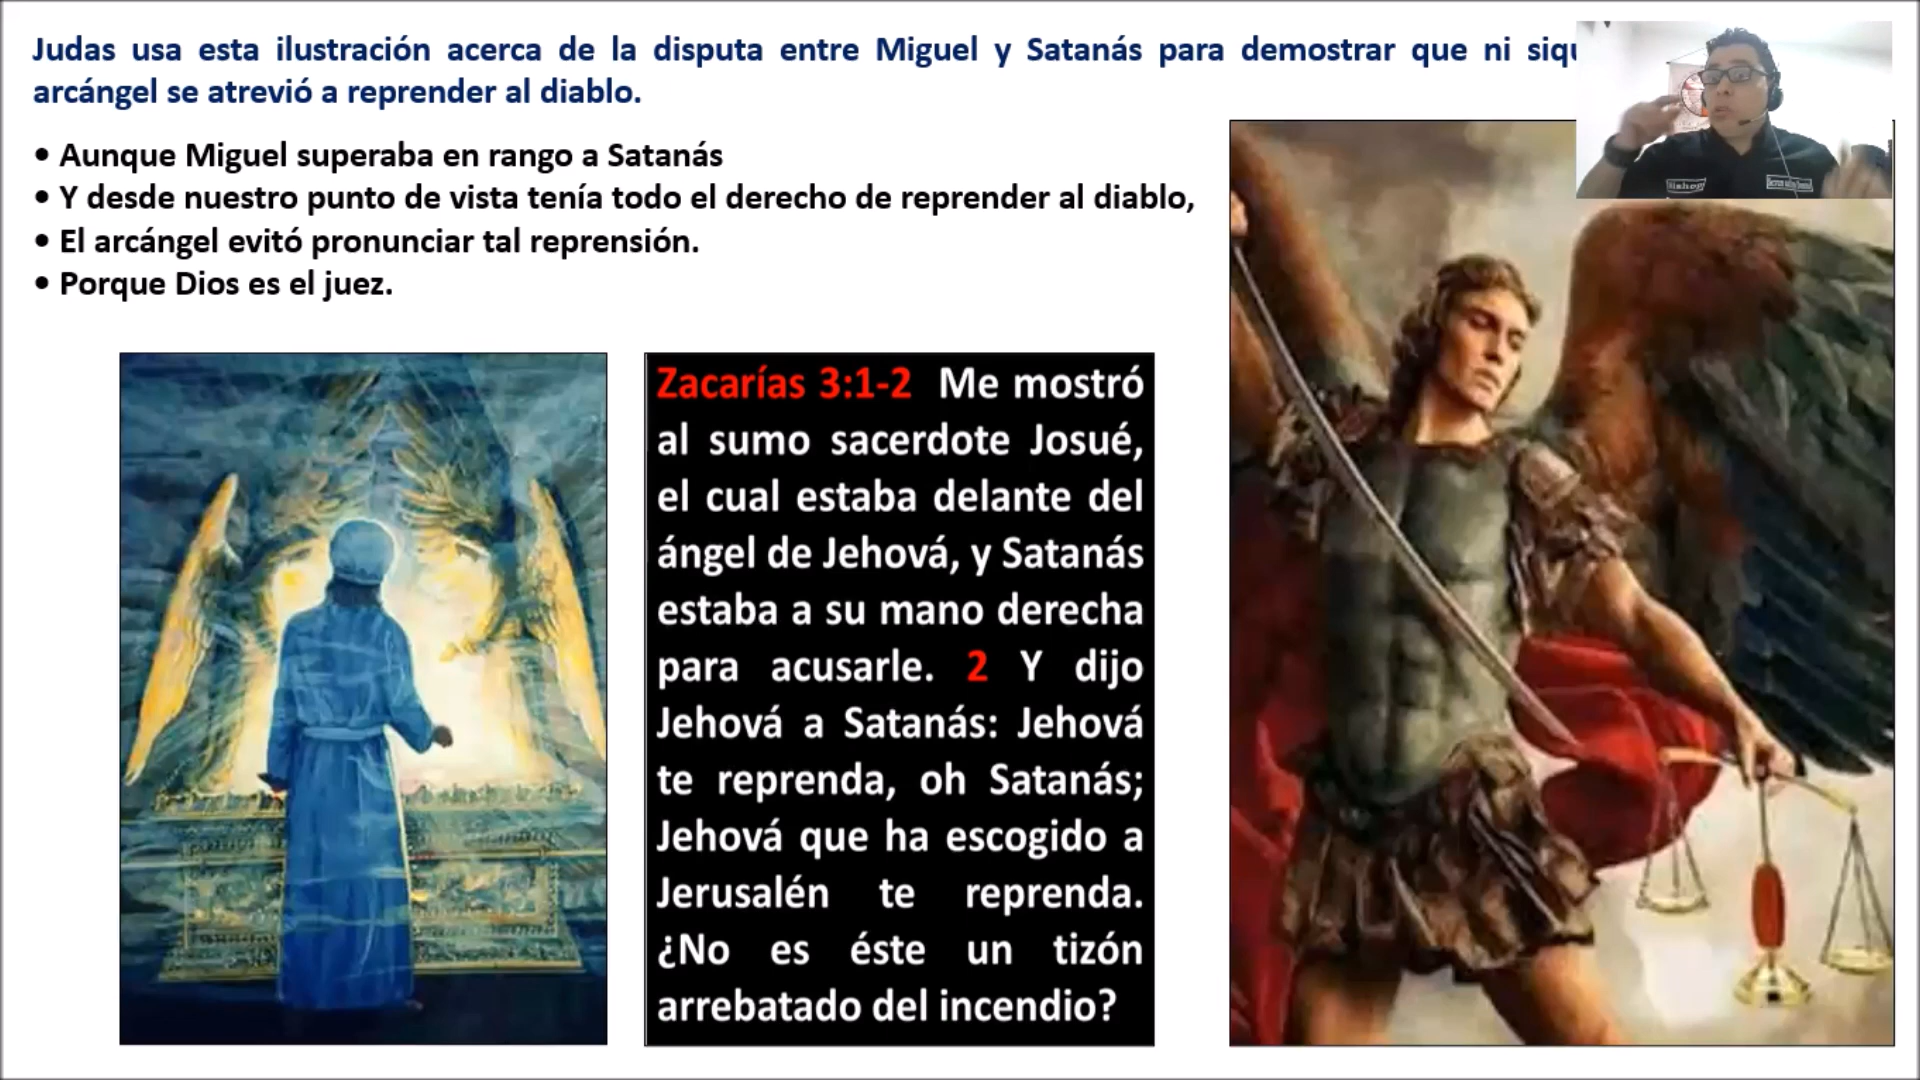 Judas usa esta ilustración acerca de la disputa entre Miguel y Satanás para demostrar que ni
arcángel se atrevió a reprender al diablo.
• Aunque Miguel superaba en rango a Satanás
• Y desde nuestro punto de vista tenía todo el derecho de reprender al diablo,
• El arcángel evitó pronunciar tal reprensión.
• Porque Dios es el juez.
Zacarías 3:1-2 Me mostró
al sumo sacerdote Josué,
el cual estaba delante del
ángel de Jehová, y Satanás
estaba a su mano derecha
para acusarle. 2 Y dijo
Jehová a Satanás: Jehová
te reprenda, oh Satanás;
Jehová que ha escogido a
Jerusalén te reprenda.
¿No es éste un tizón
arrebatado del incendio?